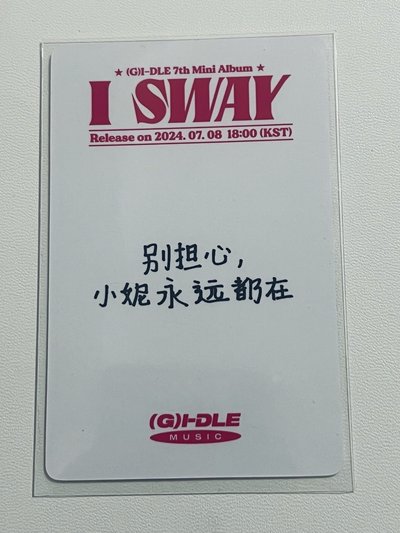 ★ (G)I-DLE 7th Mini Album ★
I SWAY
Release on 2024. 07. 08 18:00 (KST)
别担心,
小妮永远都在
(G)I-DLE
MUSIC